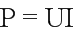 P = UI